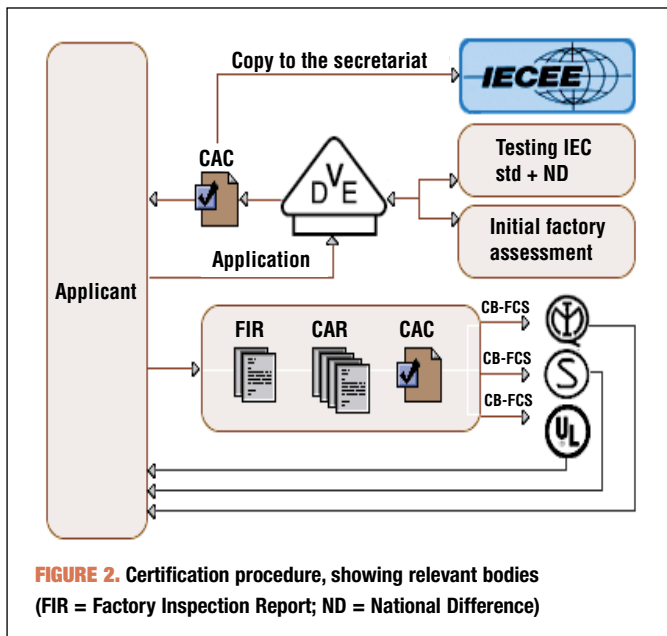 Copy to the secretariat
IECEE
CAC
Testing IEC
std + ND
D V E
Initial factory
assessment
Application
Applicant
FIR
CAR
CAC
CB-FCS
CB-FCS
CB-FCS
S
UL
FIGURE 2. Certification procedure, showing relevant bodies
(FIR = Factory Inspection Report; ND = National Difference)